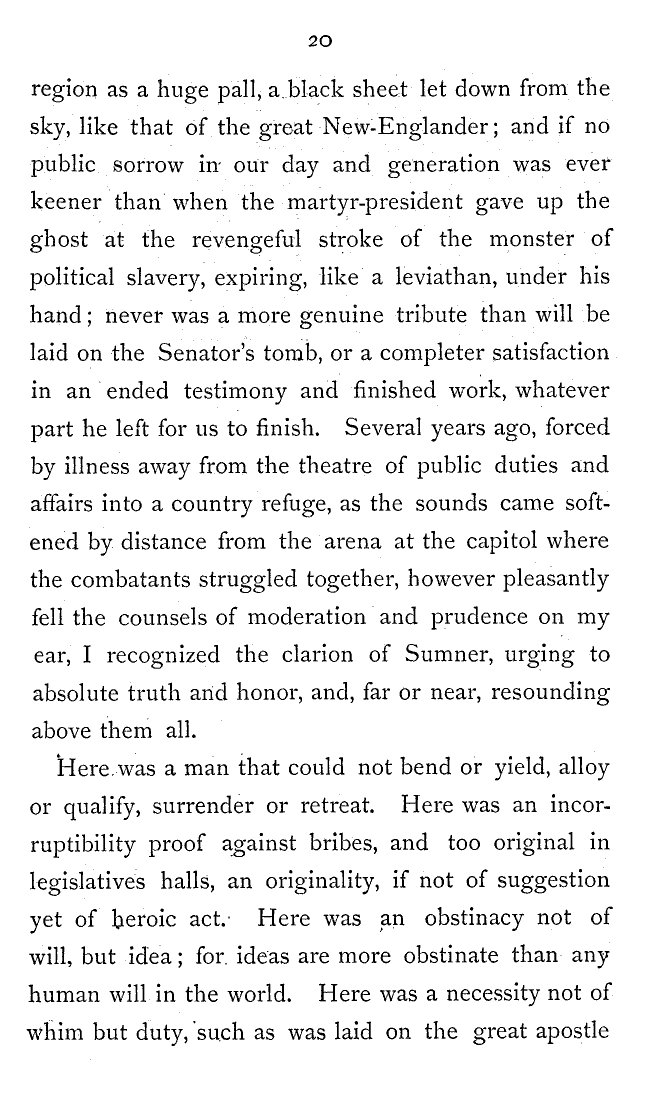 20
region as a huge pall, a black sheet let down from the
sky, like that of the great New-Englander; and if no
public sorrow in our day and generation was ever
keener than when the martyr-president gave up the
ghost at the revengeful stroke of the monster of
political slavery, expiring, like a leviathan, under his
hand; never was a more genuine tribute than will be
laid on the Senator's tomb, or a completer satisfaction
in an ended testimony and finished work, whatever
part he left for us to finish. Several years ago, forced
by illness away from the theatre of public duties and
affairs into a country refuge, as the sounds came soft-
ened by distance from the arena at the capitol where
the combatants struggled together, however pleasantly
fell the counsels of moderation and prudence on my
ear, I recognized the clarion of Sumner, urging to
absolute truth and honor, and, far or near, resounding
above them all.
Here was a man that could not bend or yield, alloy
or qualify, surrender or retreat. Here was an incor-
ruptibility proof against bribes, and too original in
legislatives halls, an originality, if not of suggestion
yet of heroic act. Here was an obstinacy not of
will, but idea; for ideas are more obstinate than any
human will in the world. Here was a necessity not of
whim but duty, such as was laid on the great apostle